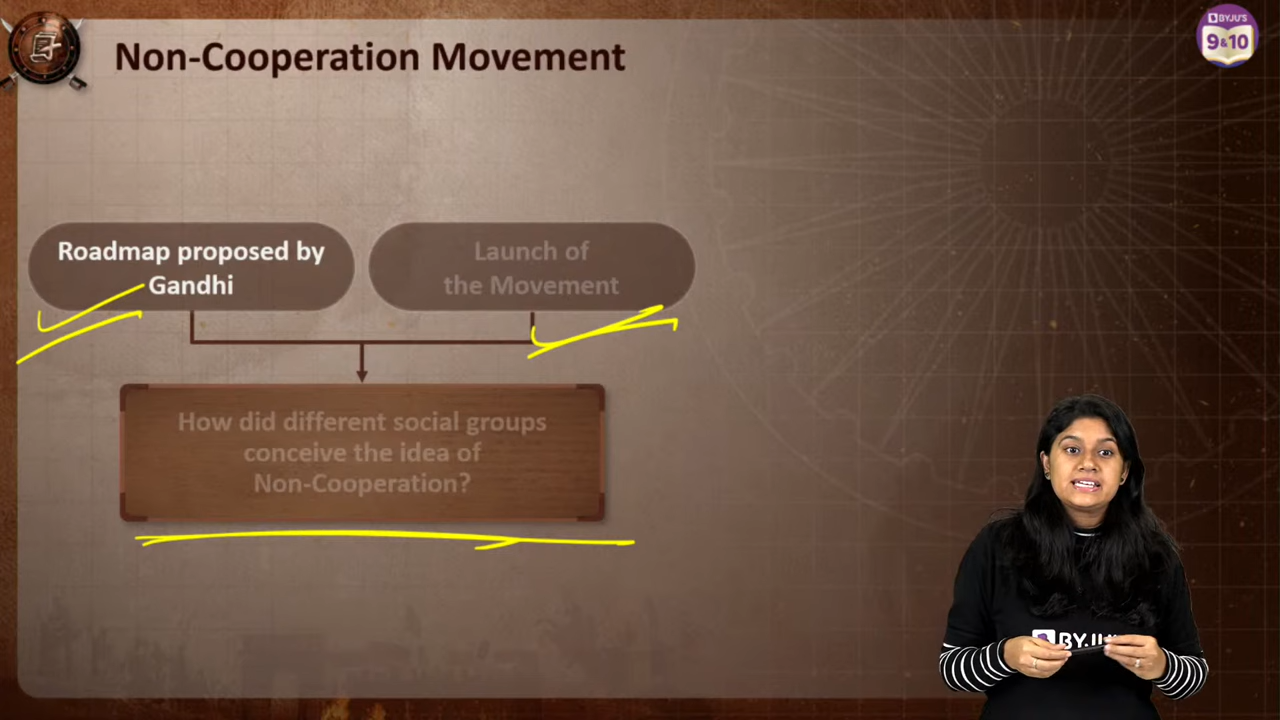 Non-Cooperation Movement
BYJU'S
9&10
Roadmap proposed by
Gandhi
Launch of
the Movement
How did different social groups
conceive the idea of
Non-Cooperation?
BYJU'S